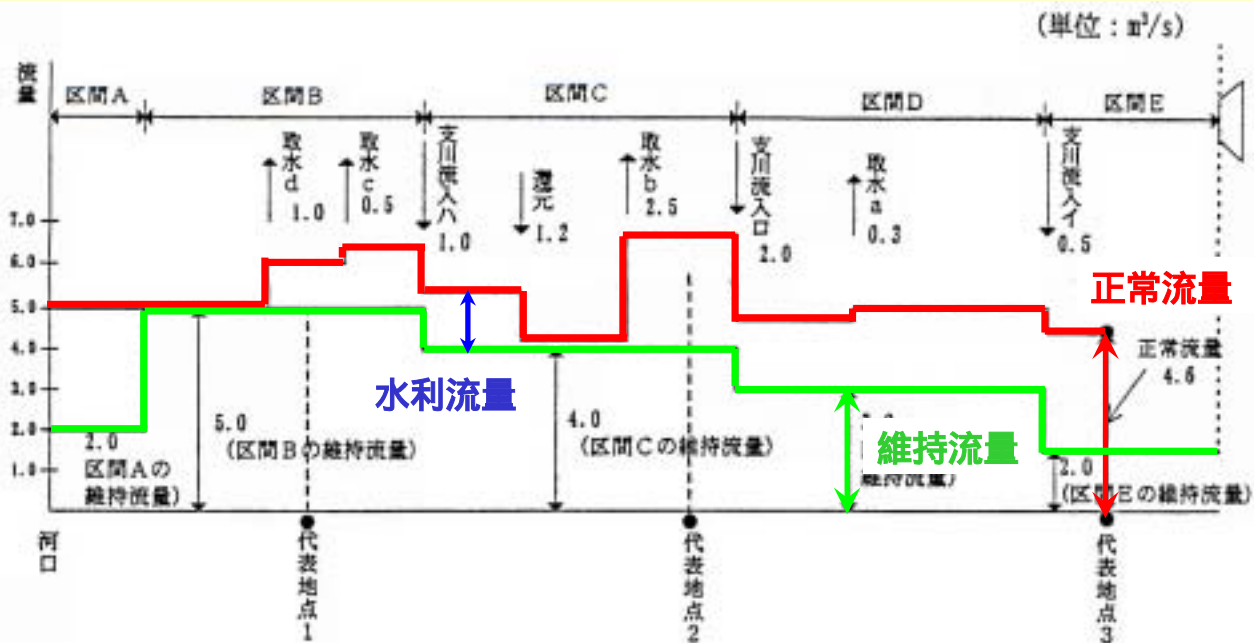 (単位：m³/s)
流量
区間A
区間B
区間C
区間D
区間E
取水d
1.0
取水c
0.5
支川流入ハ
1.0
還元
1.2
取水b
2.5
支川流入ロ
2.0
取水a
0.3
支川流入イ
0.5
7.0
6.0
5.0
4.0
3.0
2.0
1.0
正常流量
正常流量
4.6
水利流量
維持流量
2.0
区間Aの
維持流量)
5.0
(区間Bの維持流量)
4.0
(区間Cの維持流量)
維持流量)
2.0
(区間Eの維持流量)
河口
代表地点1
代表地点2
代表地点3